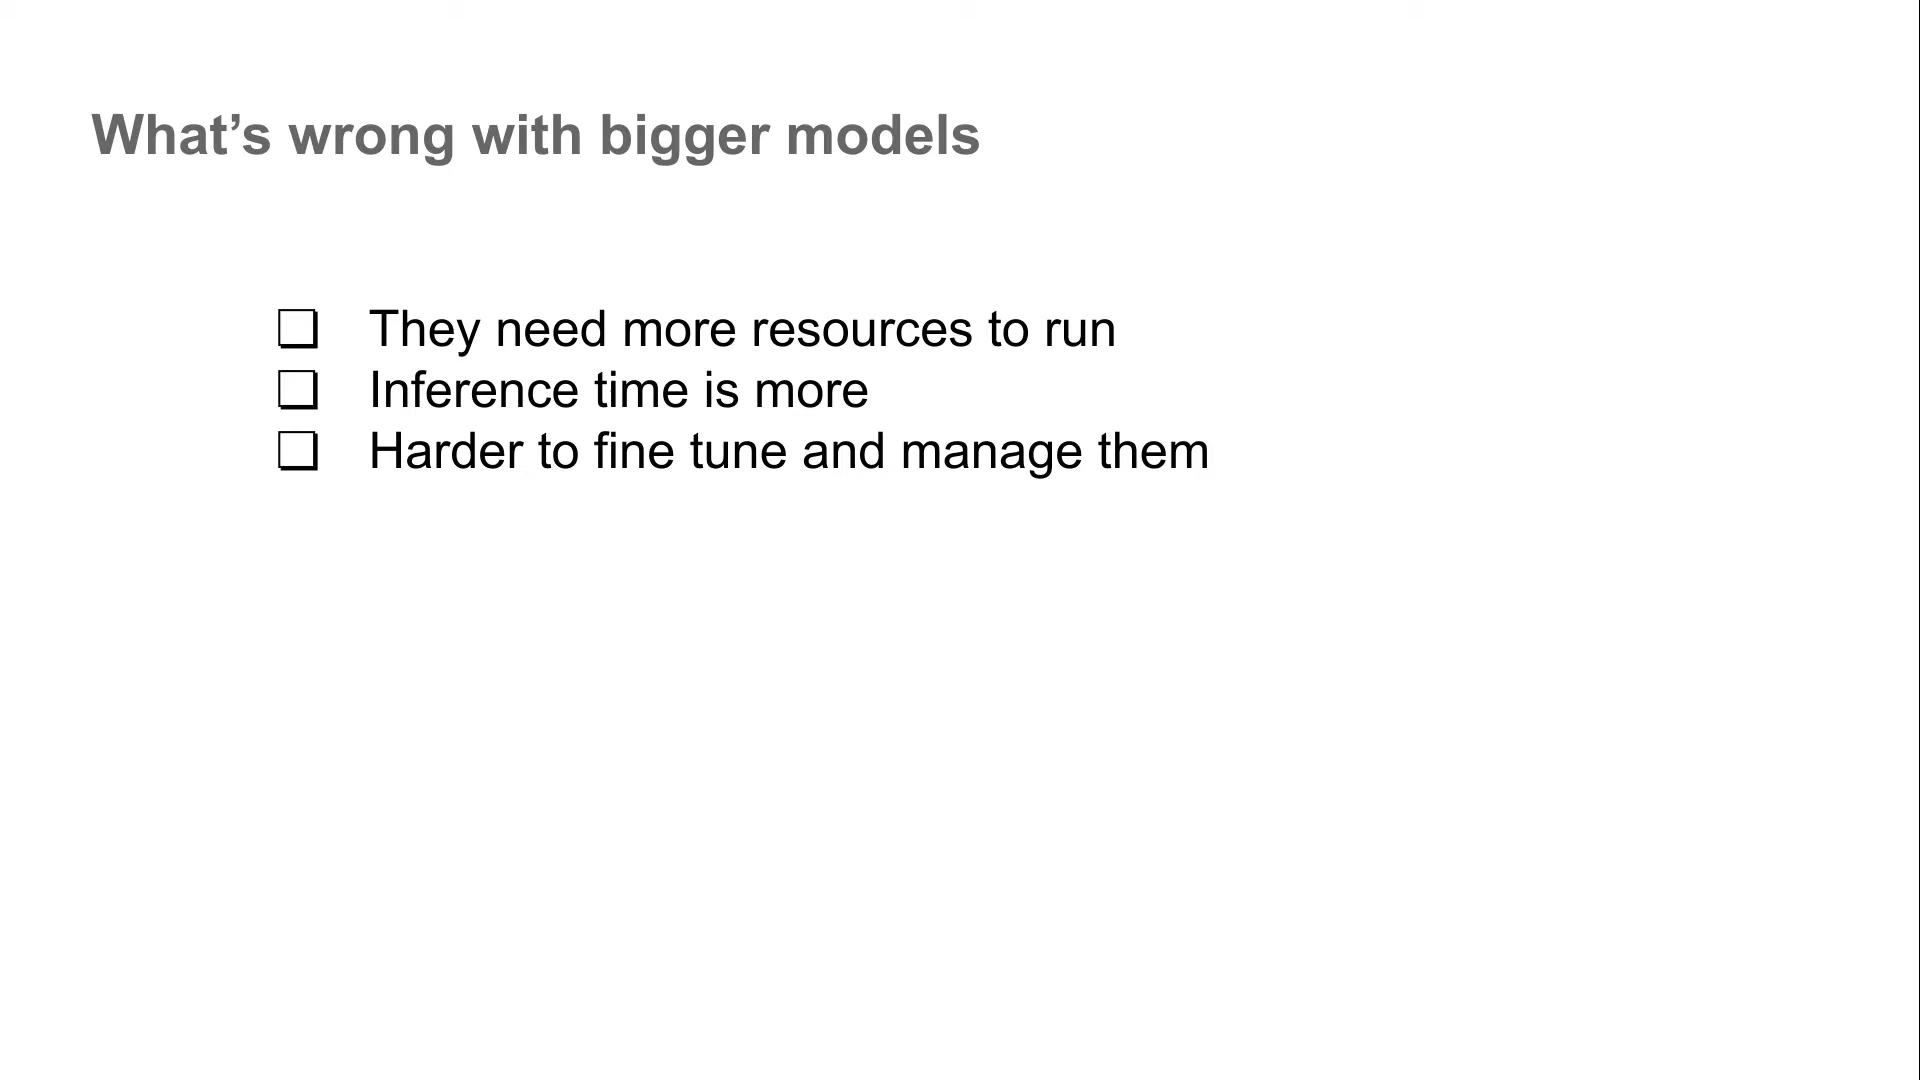 What’s wrong with bigger models
❏ They need more resources to run
❏ Inference time is more
❏ Harder to fine tune and manage them